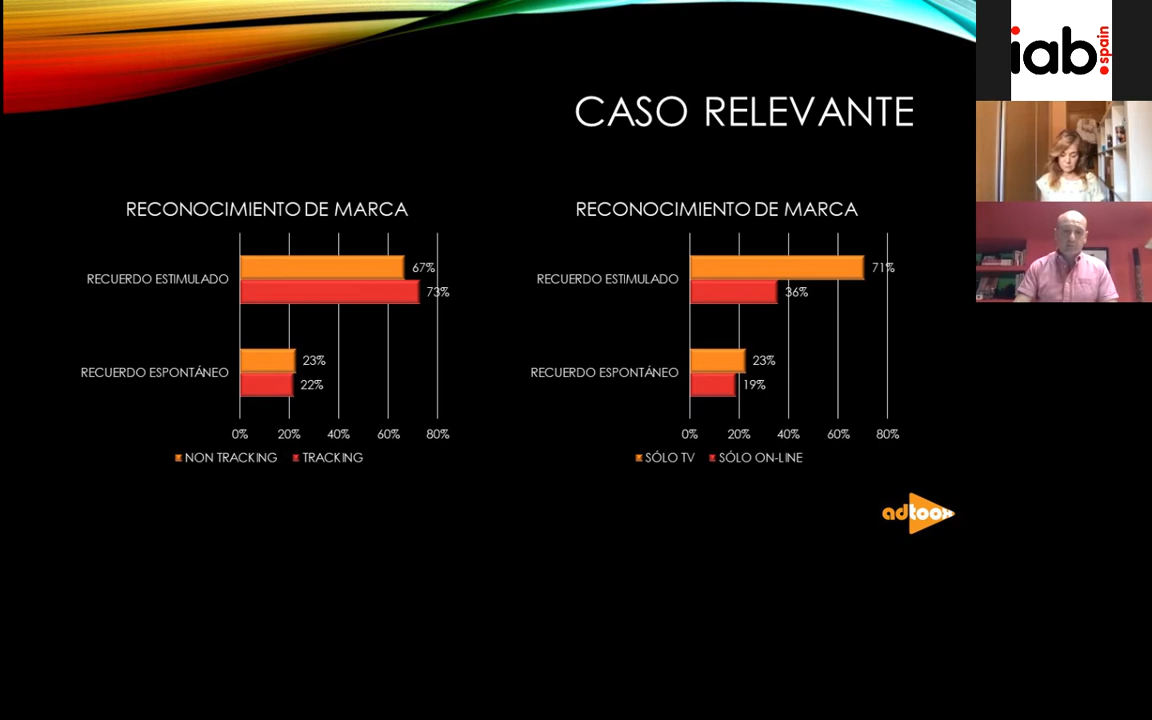 CASO RELEVANTE
RECONOCIMIENTO DE MARCA
RECUERDO ESTIMULADO
67%
73%
RECUERDO ESPONTÁNEO
23%
22%
0% 20% 40% 60% 80%
NON TRACKING TRACKING
RECONOCIMIENTO DE MARCA
RECUERDO ESTIMULADO
71%
36%
RECUERDO ESPONTÁNEO
23%
19%
0% 20% 40% 60% 80%
SÓLO TV SÓLO ON-LINE
adtoox
iab.spain